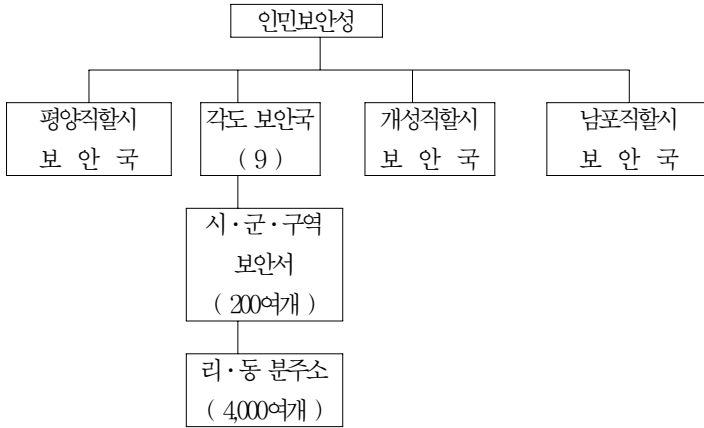 인민보안성
평양직할시
보 안 국
각도 보안국
( 9 )
개성직할시
보 안 국
남포직할시
보 안 국
시·군·구역
보안서
( 200여개 )
리·동 분주소
( 4,000여개 )